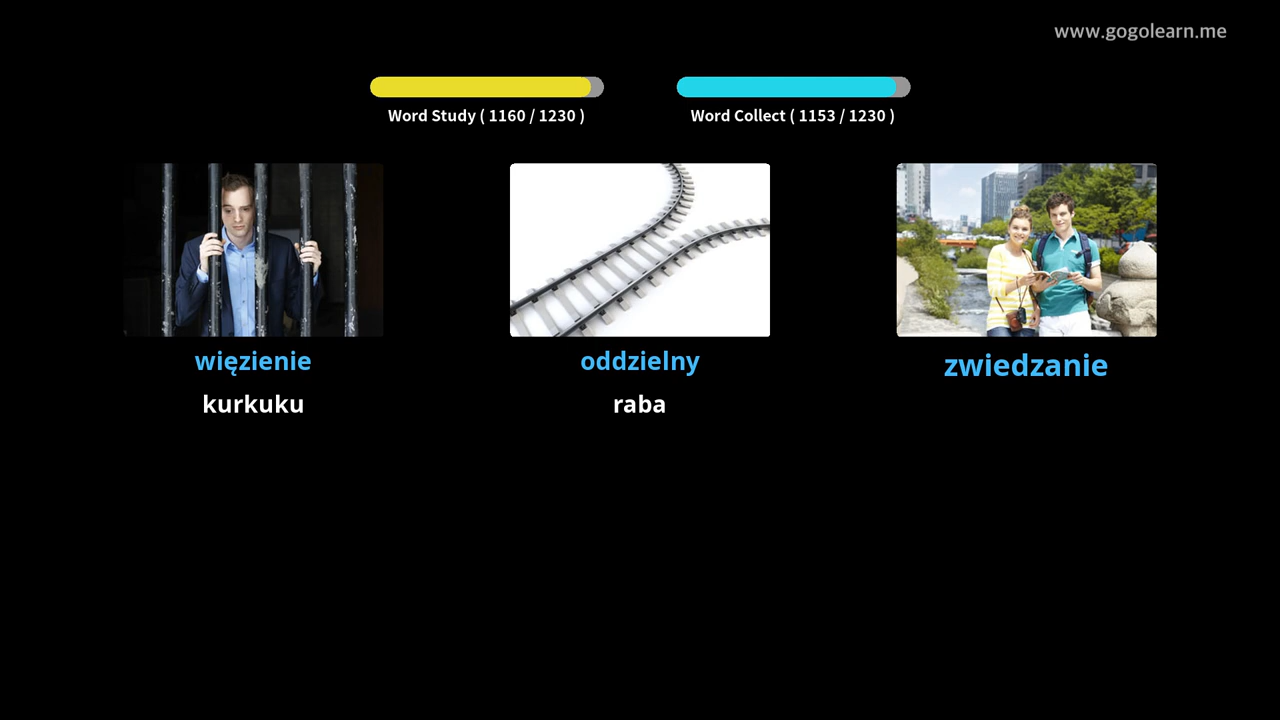 www.gogolearn.me
Word Study ( 1160 / 1230 )
Word Collect ( 1153 / 1230 )
więzienie
kurkuku
oddzielny
raba
zwiedzanie